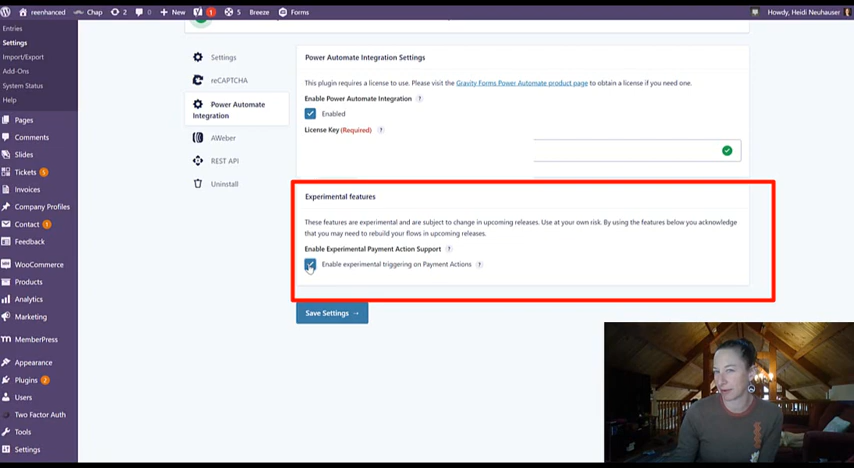 reenhanced Chap 2 0 + New 1 5 Breeze Forms Howdy, Heidi Neuhauser
Entries
Settings
Import/Export
Add-Ons
System Status
Help
Pages
Comments
Slides
Tickets 5
Invoices
Company Profiles
Contact 1
Feedback
WooCommerce
Products
Analytics
Marketing
MemberPress
Appearance
Plugins 2
Users
Two Factor Auth
Tools
Settings
Settings
reCAPTCHA
Power Automate
Integration
AWeber
REST API
Uninstall
Power Automate Integration Settings
This plugin requires a license to use. Please visit the Gravity Forms Power Automate product page to obtain a license if you need one.
Enable Power Automate Integration ?
Enabled
License Key (Required) ?
Experimental features
These features are experimental and are subject to change in upcoming releases. Use at your own risk. By using the features below you acknowledge
that you may need to rebuild your flows in upcoming releases.
Enable Experimental Payment Action Support ?
Enable experimental triggering on Payment Actions ?
Save Settings →